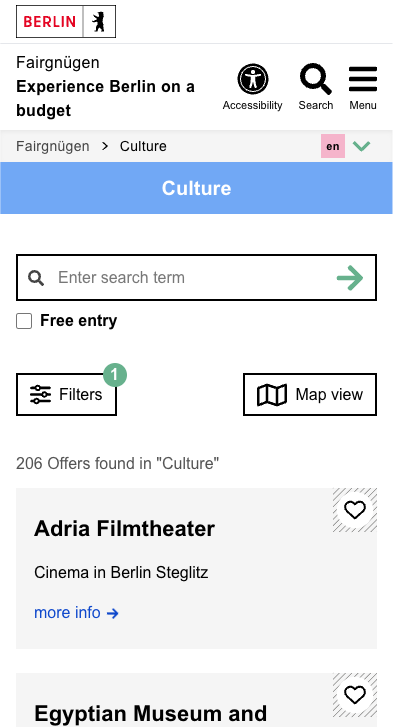 BERLIN
Fairgnügen
Experience Berlin on a
budget
Accessibility
Search
Menu
Fairgnügen > Culture
en
Culture
Enter search term
Free entry
Filters
1
Map view
206 Offers found in "Culture"
Adria Filmtheater
Cinema in Berlin Steglitz
more info
Egyptian Museum and